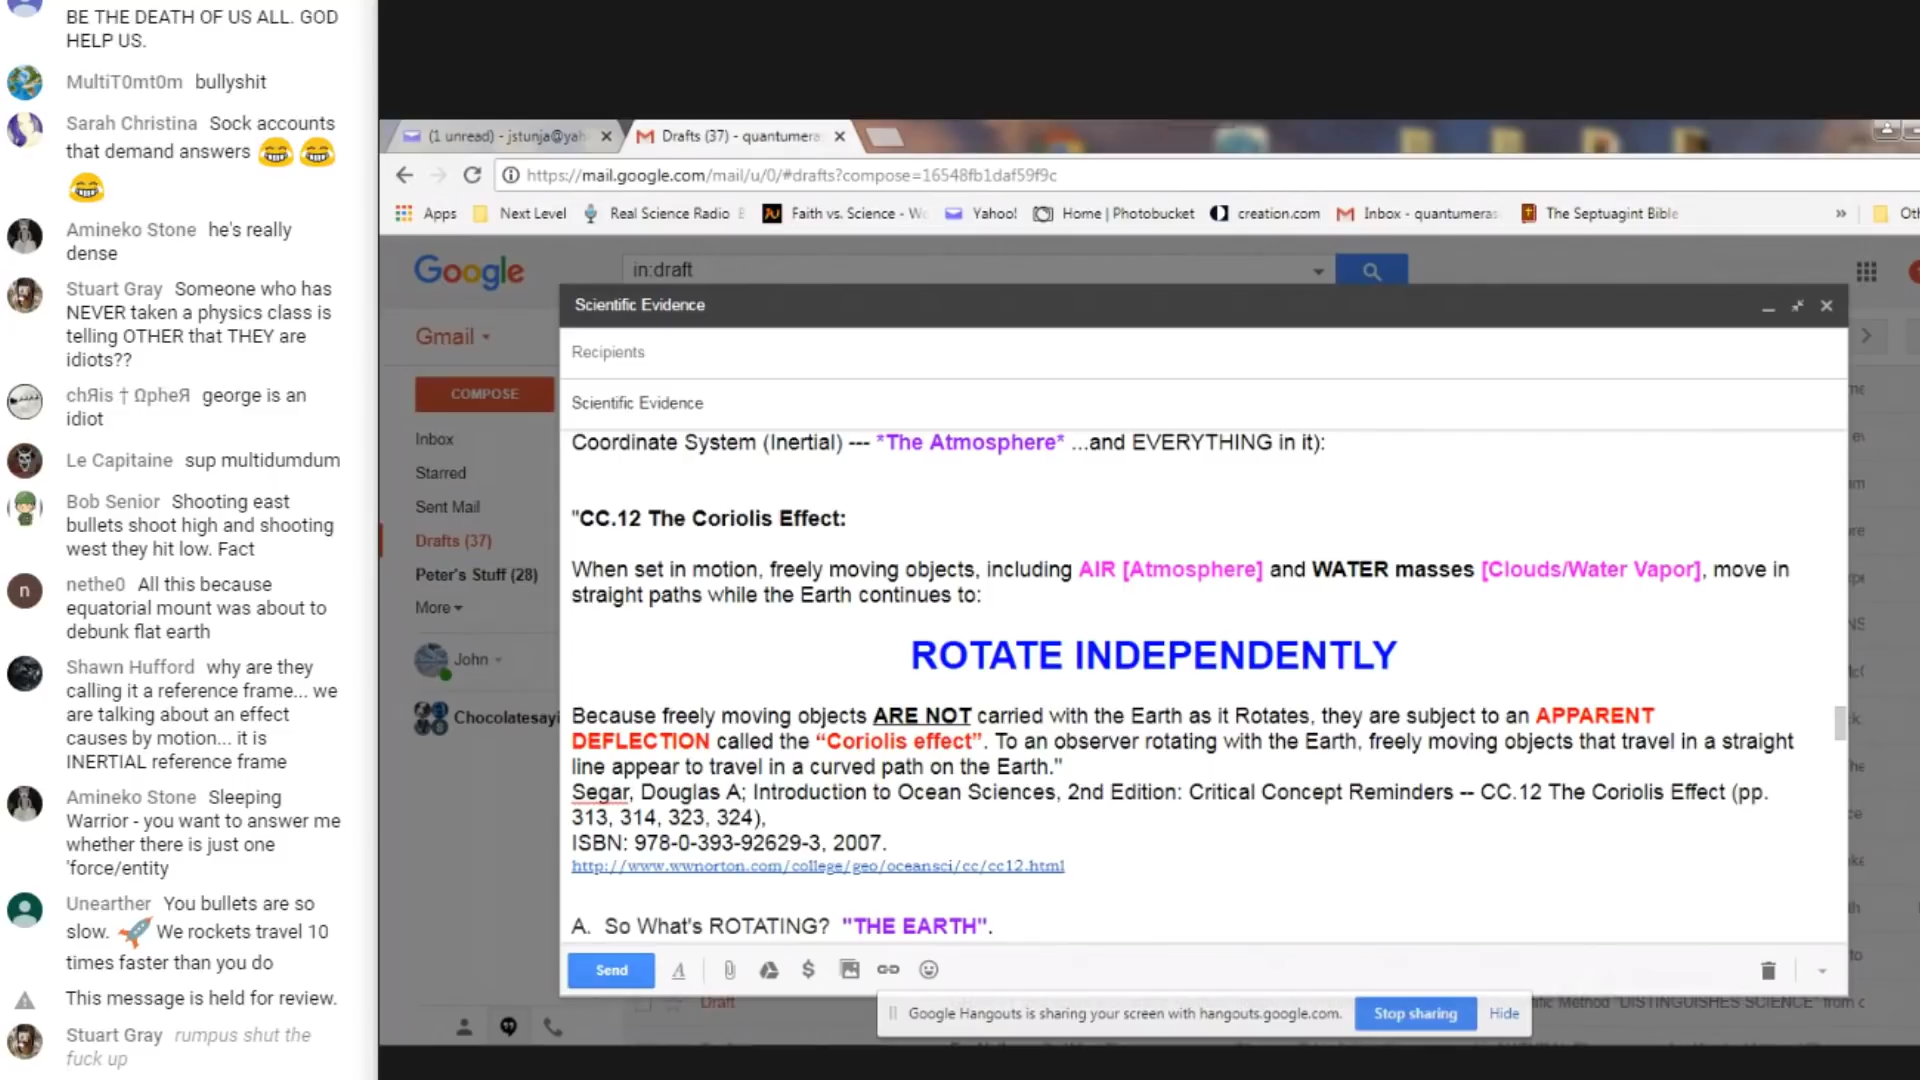 BE THE DEATH OF US ALL. GOD
HELP US.
MultiT0mt0m bullyshit
Sarah Christina Sock accounts
that demand answers 😂 😂
😂
Amineko Stone he's really
dense
Stuart Gray Someone who has
NEVER taken a physics class is
telling OTHER that THEY are
idiots??
chЯis † ΩpheЯ george is an
idiot
Le Capitaine sup multidumdum
Bob Senior Shooting east
bullets shoot high and shooting
west they hit low. Fact
n
nethe0 All this because
equatorial mount was about to
debunk flat earth
Shawn Hufford why are they
calling it a reference frame... we
are talking about an effect
causes by motion... it is
INERTIAL reference frame
Amineko Stone Sleeping
Warrior - you want to answer me
whether there is just one
'force/entity
Unearther You bullets are so
slow. 🚀 We rockets travel 10
times faster than you do
This message is held for review.
Stuart Gray rumpus shut the
fuck up
(1 unread) - jstunja@yah
Drafts (37) - quantumera
https://mail.google.com/mail/u/0/#drafts?compose=16548fb1daf59f9c
Apps Next Level Real Science Radio Faith vs. Science - Wo Yahoo! Home | Photobucket creation.com Inbox - quantumeras The Septuagint Bible » Oth
Google
in:draft
Gmail
COMPOSE
Inbox
Starred
Sent Mail
Drafts (37)
Peter's Stuff (28)
More
John
Chocolatesayi
Scientific Evidence
Recipients
Scientific Evidence
Coordinate System (Inertial) --- *The Atmosphere* ...and EVERYTHING in it):
"CC.12 The Coriolis Effect:
When set in motion, freely moving objects, including AIR [Atmosphere] and WATER masses [Clouds/Water Vapor], move in
straight paths while the Earth continues to:
ROTATE INDEPENDENTLY
Because freely moving objects ARE NOT carried with the Earth as it Rotates, they are subject to an APPARENT
DEFLECTION called the “Coriolis effect”. To an observer rotating with the Earth, freely moving objects that travel in a straight
line appear to travel in a curved path on the Earth."
Segar, Douglas A; Introduction to Ocean Sciences, 2nd Edition: Critical Concept Reminders -- CC.12 The Coriolis Effect (pp.
313, 314, 323, 324),
ISBN: 978-0-393-92629-3, 2007.
http://www.wwnorton.com/college/geo/oceansci/cc/cc12.html
A. So What's ROTATING? "THE EARTH".
Send
Draft
Method "DISTINGUISHES SCIENCE" from
Google Hangouts is sharing your screen with hangouts.google.com.
Stop sharing
Hide